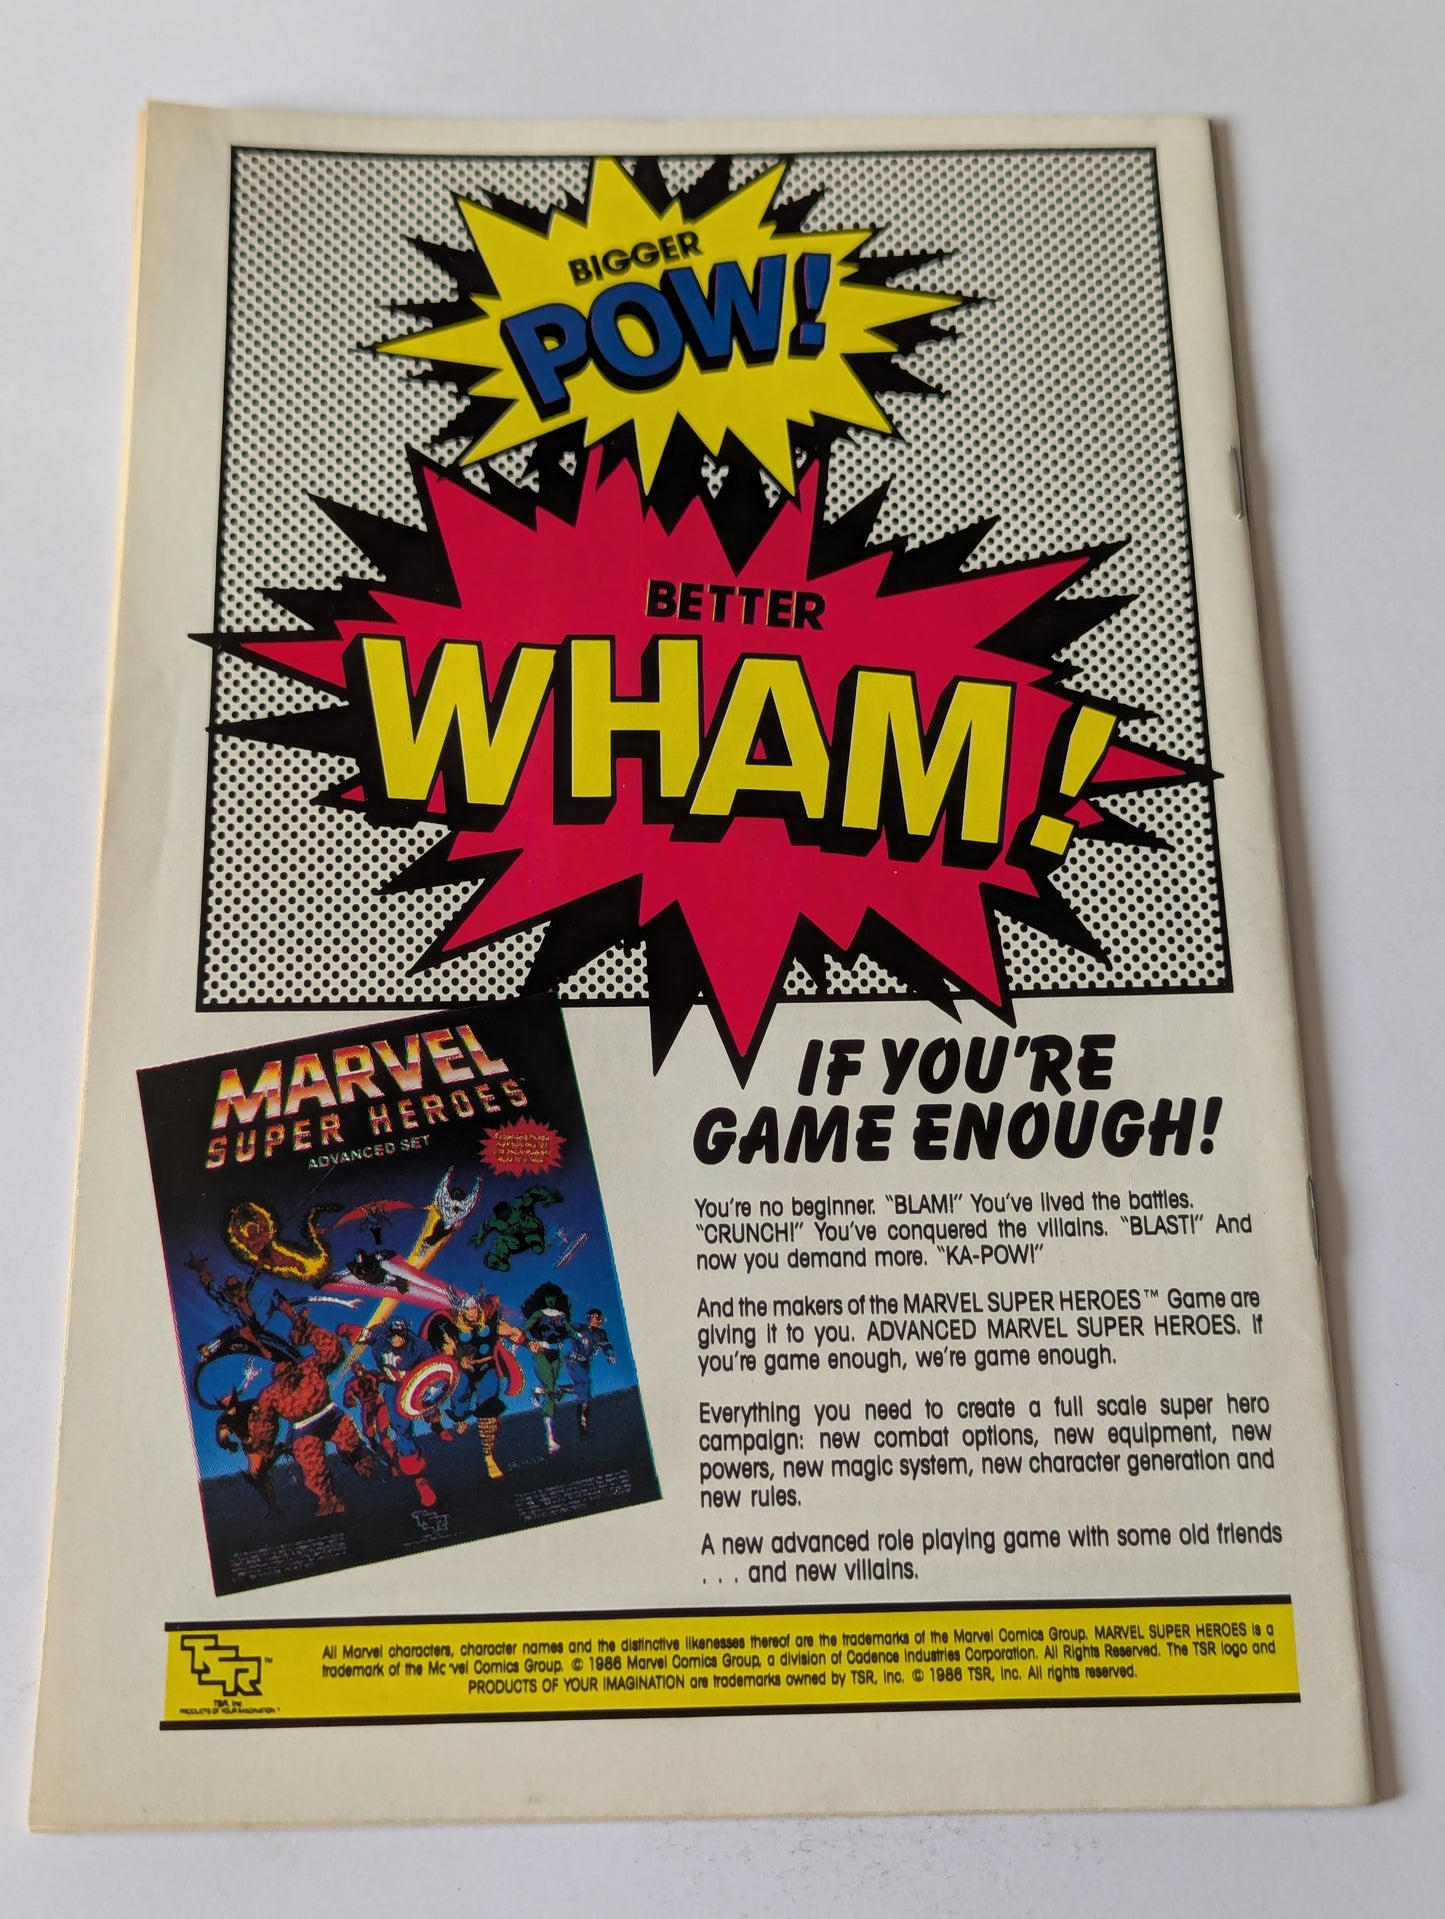 BIGGER
POW!
BETTER
WHAM!
MARVEL
SUPER HEROES
ADVANCED SET
IF YOU'RE
GAME ENOUGH!
You're no beginner. "BLAM!" You've lived the battles.
"CRUNCH!" You've conquered the villains. "BLAST!" And
now you demand more. "KA-POW!"
And the makers of the MARVEL SUPER HEROES™ Game are
giving it to you. ADVANCED MARVEL SUPER HEROES. If
you're game enough, we're game enough.
Everything you need to create a full scale super hero
campaign: new combat options, new equipment, new
powers, new magic system, new character generation and
new rules.
A new advanced role playing game with some old friends
. . . and new villains.
TSR™
TSR, Inc
PRODUCTS OF YOUR IMAGINATION™
All Marvel characters, character names and the distinctive likenesses thereof are the trademarks of the Marvel Comics Group. MARVEL SUPER HEROES is a
trademark of the Marvel Comics Group. © 1986 Marvel Comics Group, a division of Cadence Industries Corporation. All Rights Reserved. The TSR logo and
PRODUCTS OF YOUR IMAGINATION are trademarks owned by TSR, Inc. © 1986 TSR, Inc. All rights reserved.